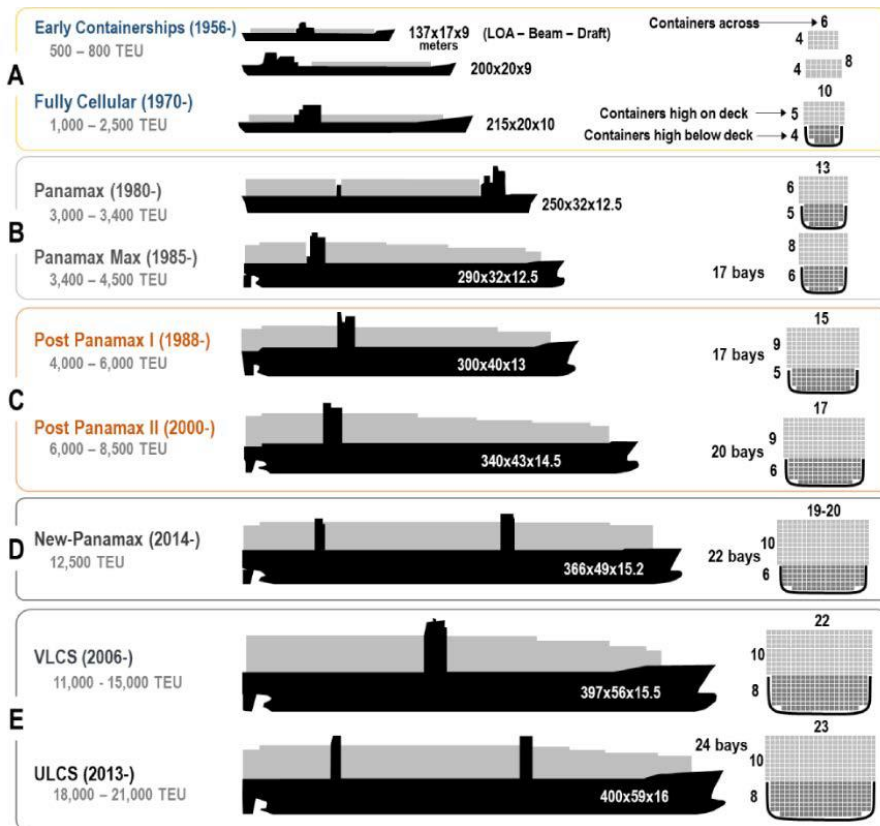 A
Early Containerships (1956-)
500 – 800 TEU
137x17x9
meters
(LOA – Beam – Draft)
200x20x9
Containers across
6
4
4
8
Fully Cellular (1970-)
1,000 – 2,500 TEU
215x20x10
10
Containers high on deck
5
Containers high below deck
4
B
Panamax (1980-)
3,000 – 3,400 TEU
250x32x12.5
13
6
5
Panamax Max (1985-)
3,400 – 4,500 TEU
290x32x12.5
17 bays
8
6
C
Post Panamax I (1988-)
4,000 – 6,000 TEU
300x40x13
17 bays
15
9
5
Post Panamax II (2000-)
6,000 – 8,500 TEU
340x43x14.5
20 bays
17
9
6
D
New-Panamax (2014-)
12,500 TEU
366x49x15.2
22 bays
19-20
10
6
E
VLCS (2006-)
11,000 - 15,000 TEU
397x56x15.5
22
10
8
ULCS (2013-)
18,000 – 21,000 TEU
400x59x16
24 bays
23
10
8